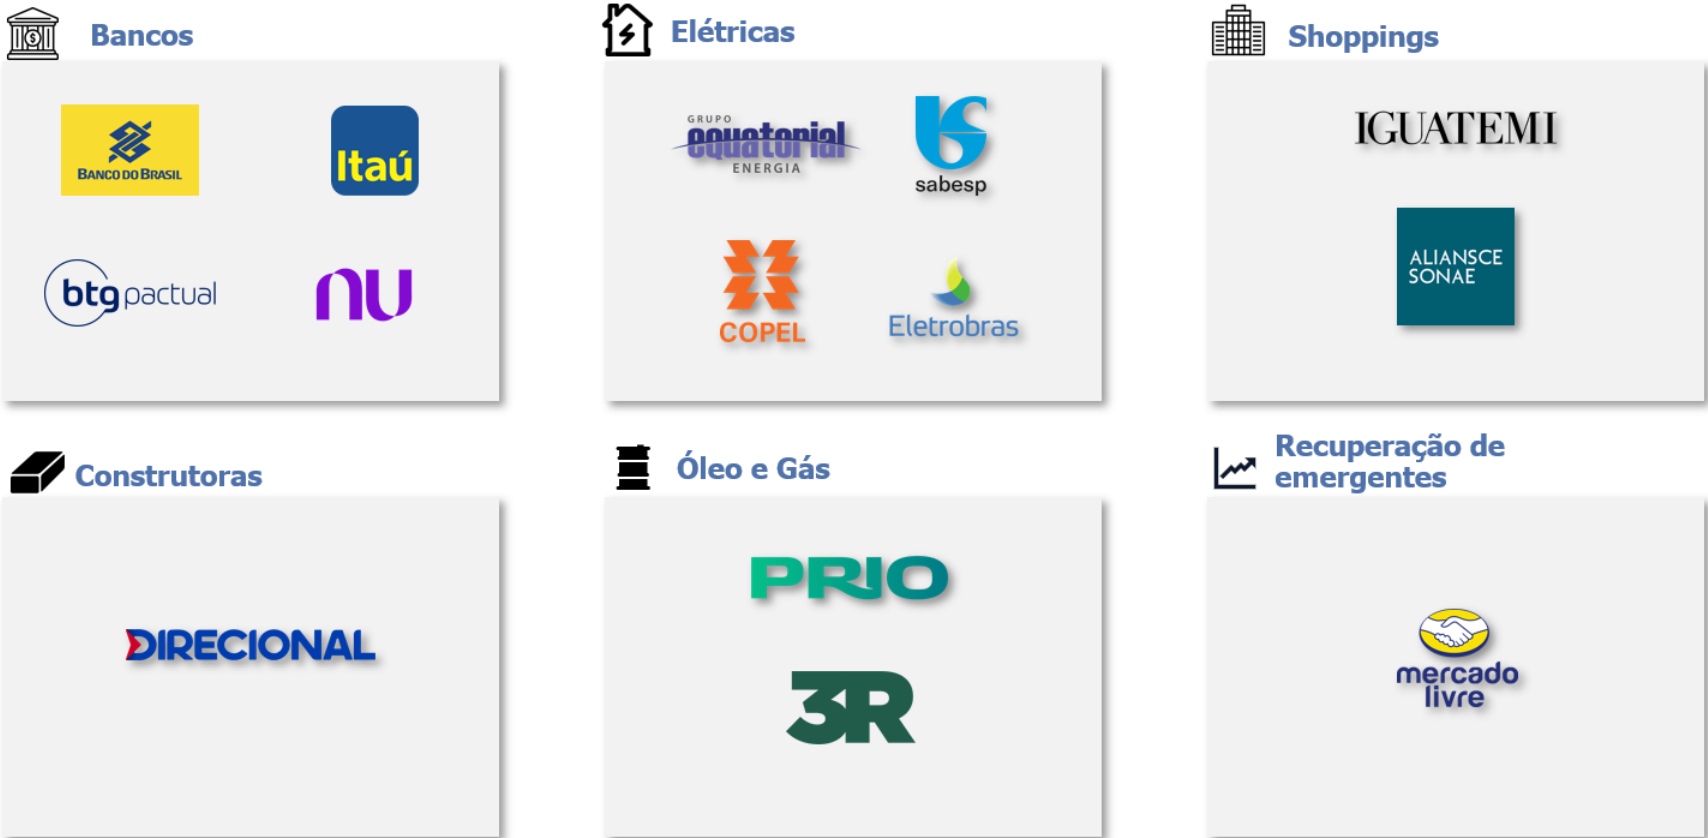 Bancos
BANCO DO BRASIL
Itaú
btg pactual
nu
Elétricas
GRUPO
equatorial
ENERGIA
sabesp
COPEL
Eletrobras
Shoppings
IGUATEMI
ALIANSCE
SONAE
Construtoras
DIRECIONAL
Óleo e Gás
PRIO
3R
Recuperação de
emergentes
mercado
livre